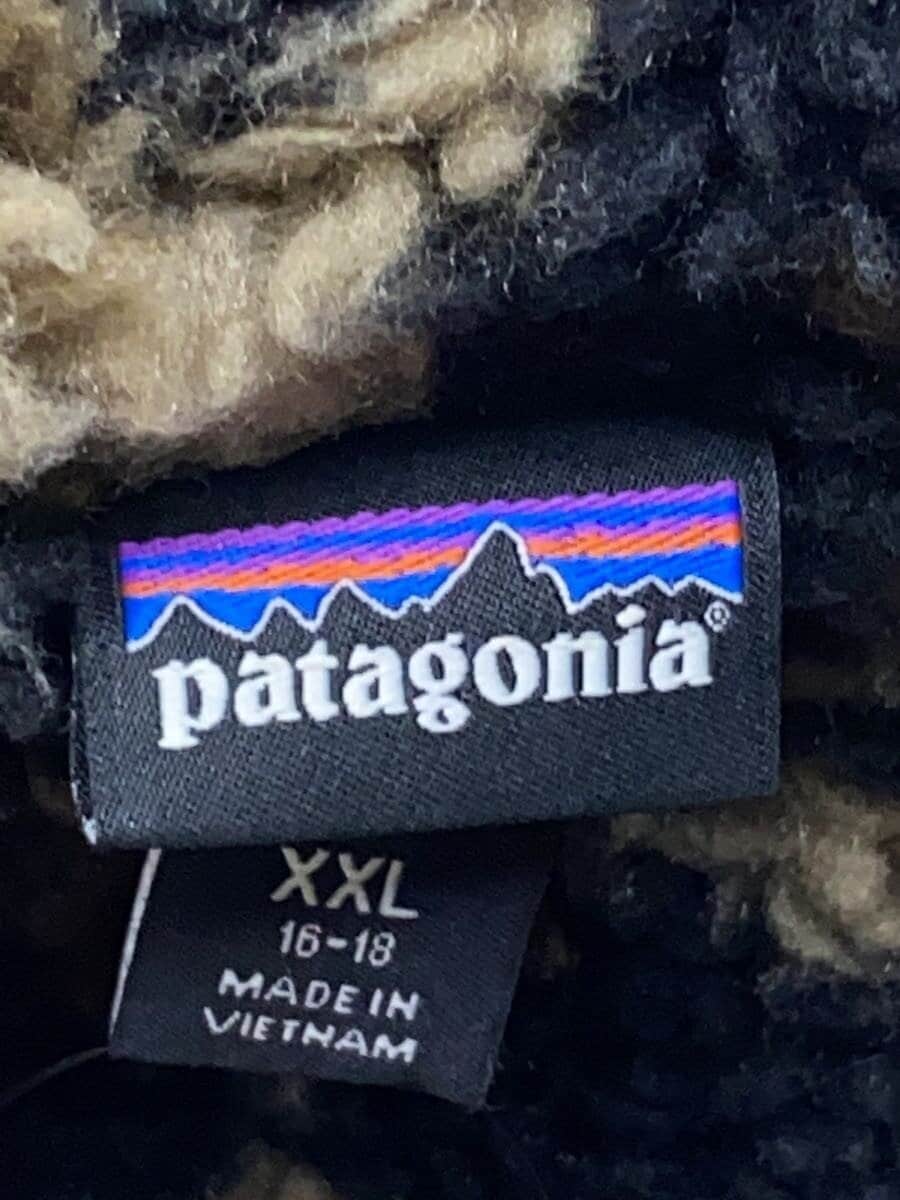 patagonia®
XXL
16-18
MADE IN
VIETNAM